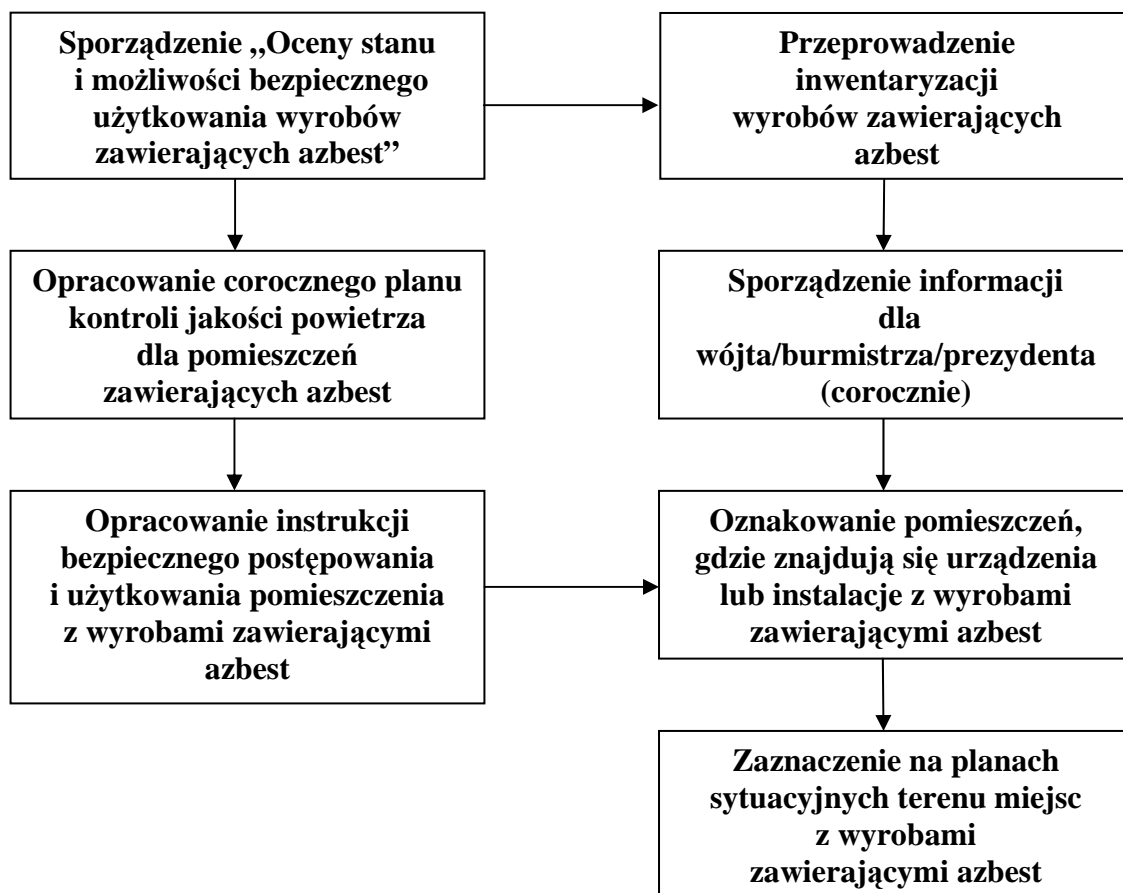 Sporządzenie „Oceny stanu
i możliwości bezpiecznego
użytkowania wyrobów
zawierających azbest”
Przeprowadzenie
inwentaryzacji
wyrobów zawierających
azbest
Opracowanie corocznego planu
kontroli jakości powietrza
dla pomieszczeń
zawierających azbest
Sporządzenie informacji
dla
wójta/burmistrza/prezydenta
(corocznie)
Opracowanie instrukcji
bezpiecznego postępowania
i użytkowania pomieszczenia
z wyrobami zawierającymi
azbest
Oznakowanie pomieszczeń,
gdzie znajdują się urządzenia
lub instalacje z wyrobami
zawierającymi azbest
Zaznaczenie na planach
sytuacyjnych terenu miejsc
z wyrobami
zawierającymi azbest